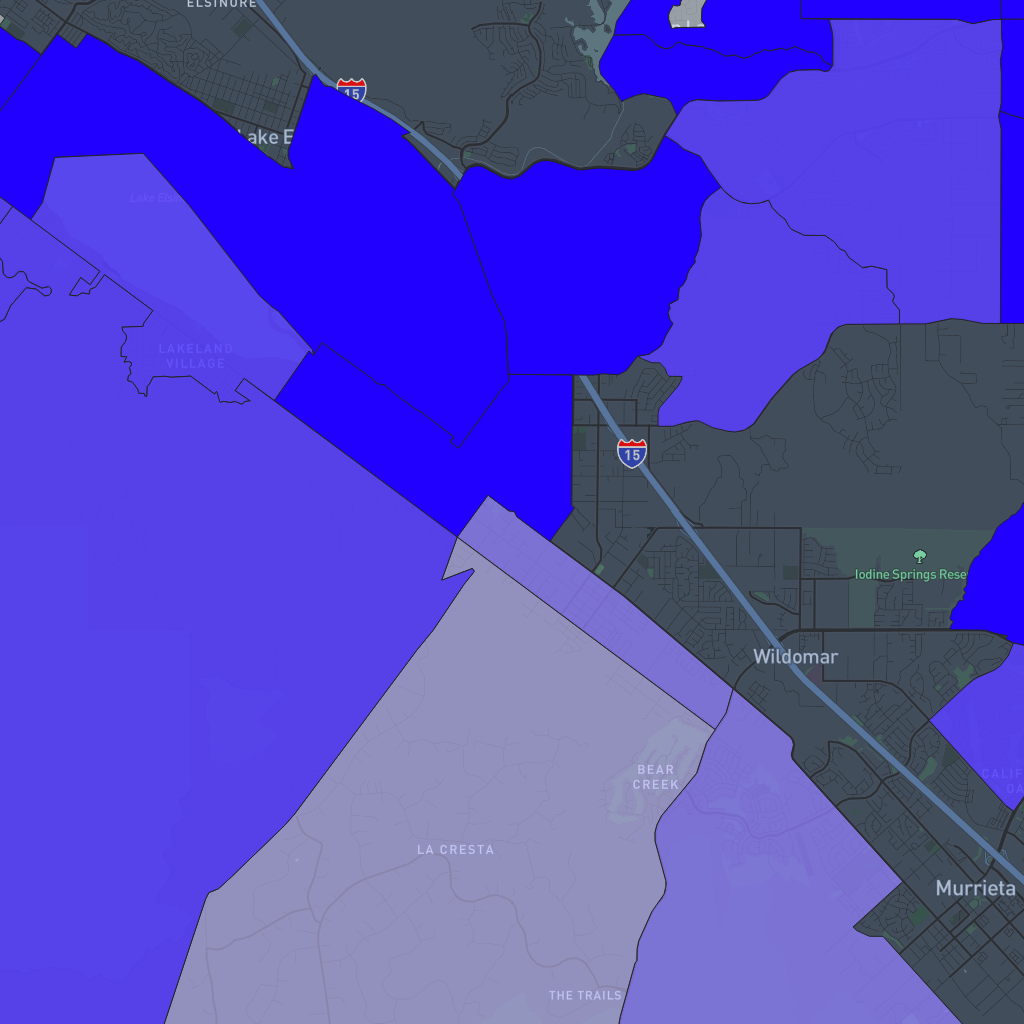 ELSINORE
15
Lake E
Lake Elsi
LAKELAND
VILLAGE
15
Iodine Springs Rese
Wildomar
BEAR
CREEK
CALIF
OA
LA CRESTA
Murrieta
THE TRAILS